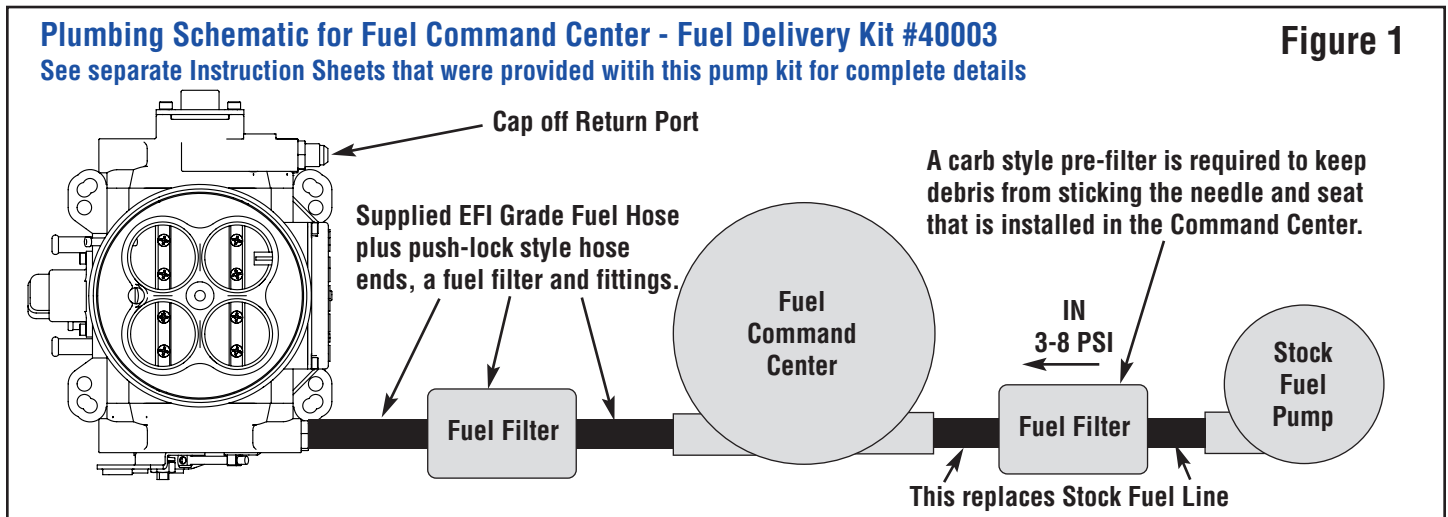 Plumbing Schematic for Fuel Command Center - Fuel Delivery Kit #40003
Figure 1
See separate Instruction Sheets that were provided witih this pump kit for complete details
Cap off Return Port
A carb style pre-filter is required to keep
debris from sticking the needle and seat
that is installed in the Command Center.
Supplied EFI Grade Fuel Hose
plus push-lock style hose
ends, a fuel filter and fittings.
Fuel
Command
Center
IN
3-8 PSI
Stock
Fuel
Pump
Fuel Filter
Fuel Filter
This replaces Stock Fuel Line